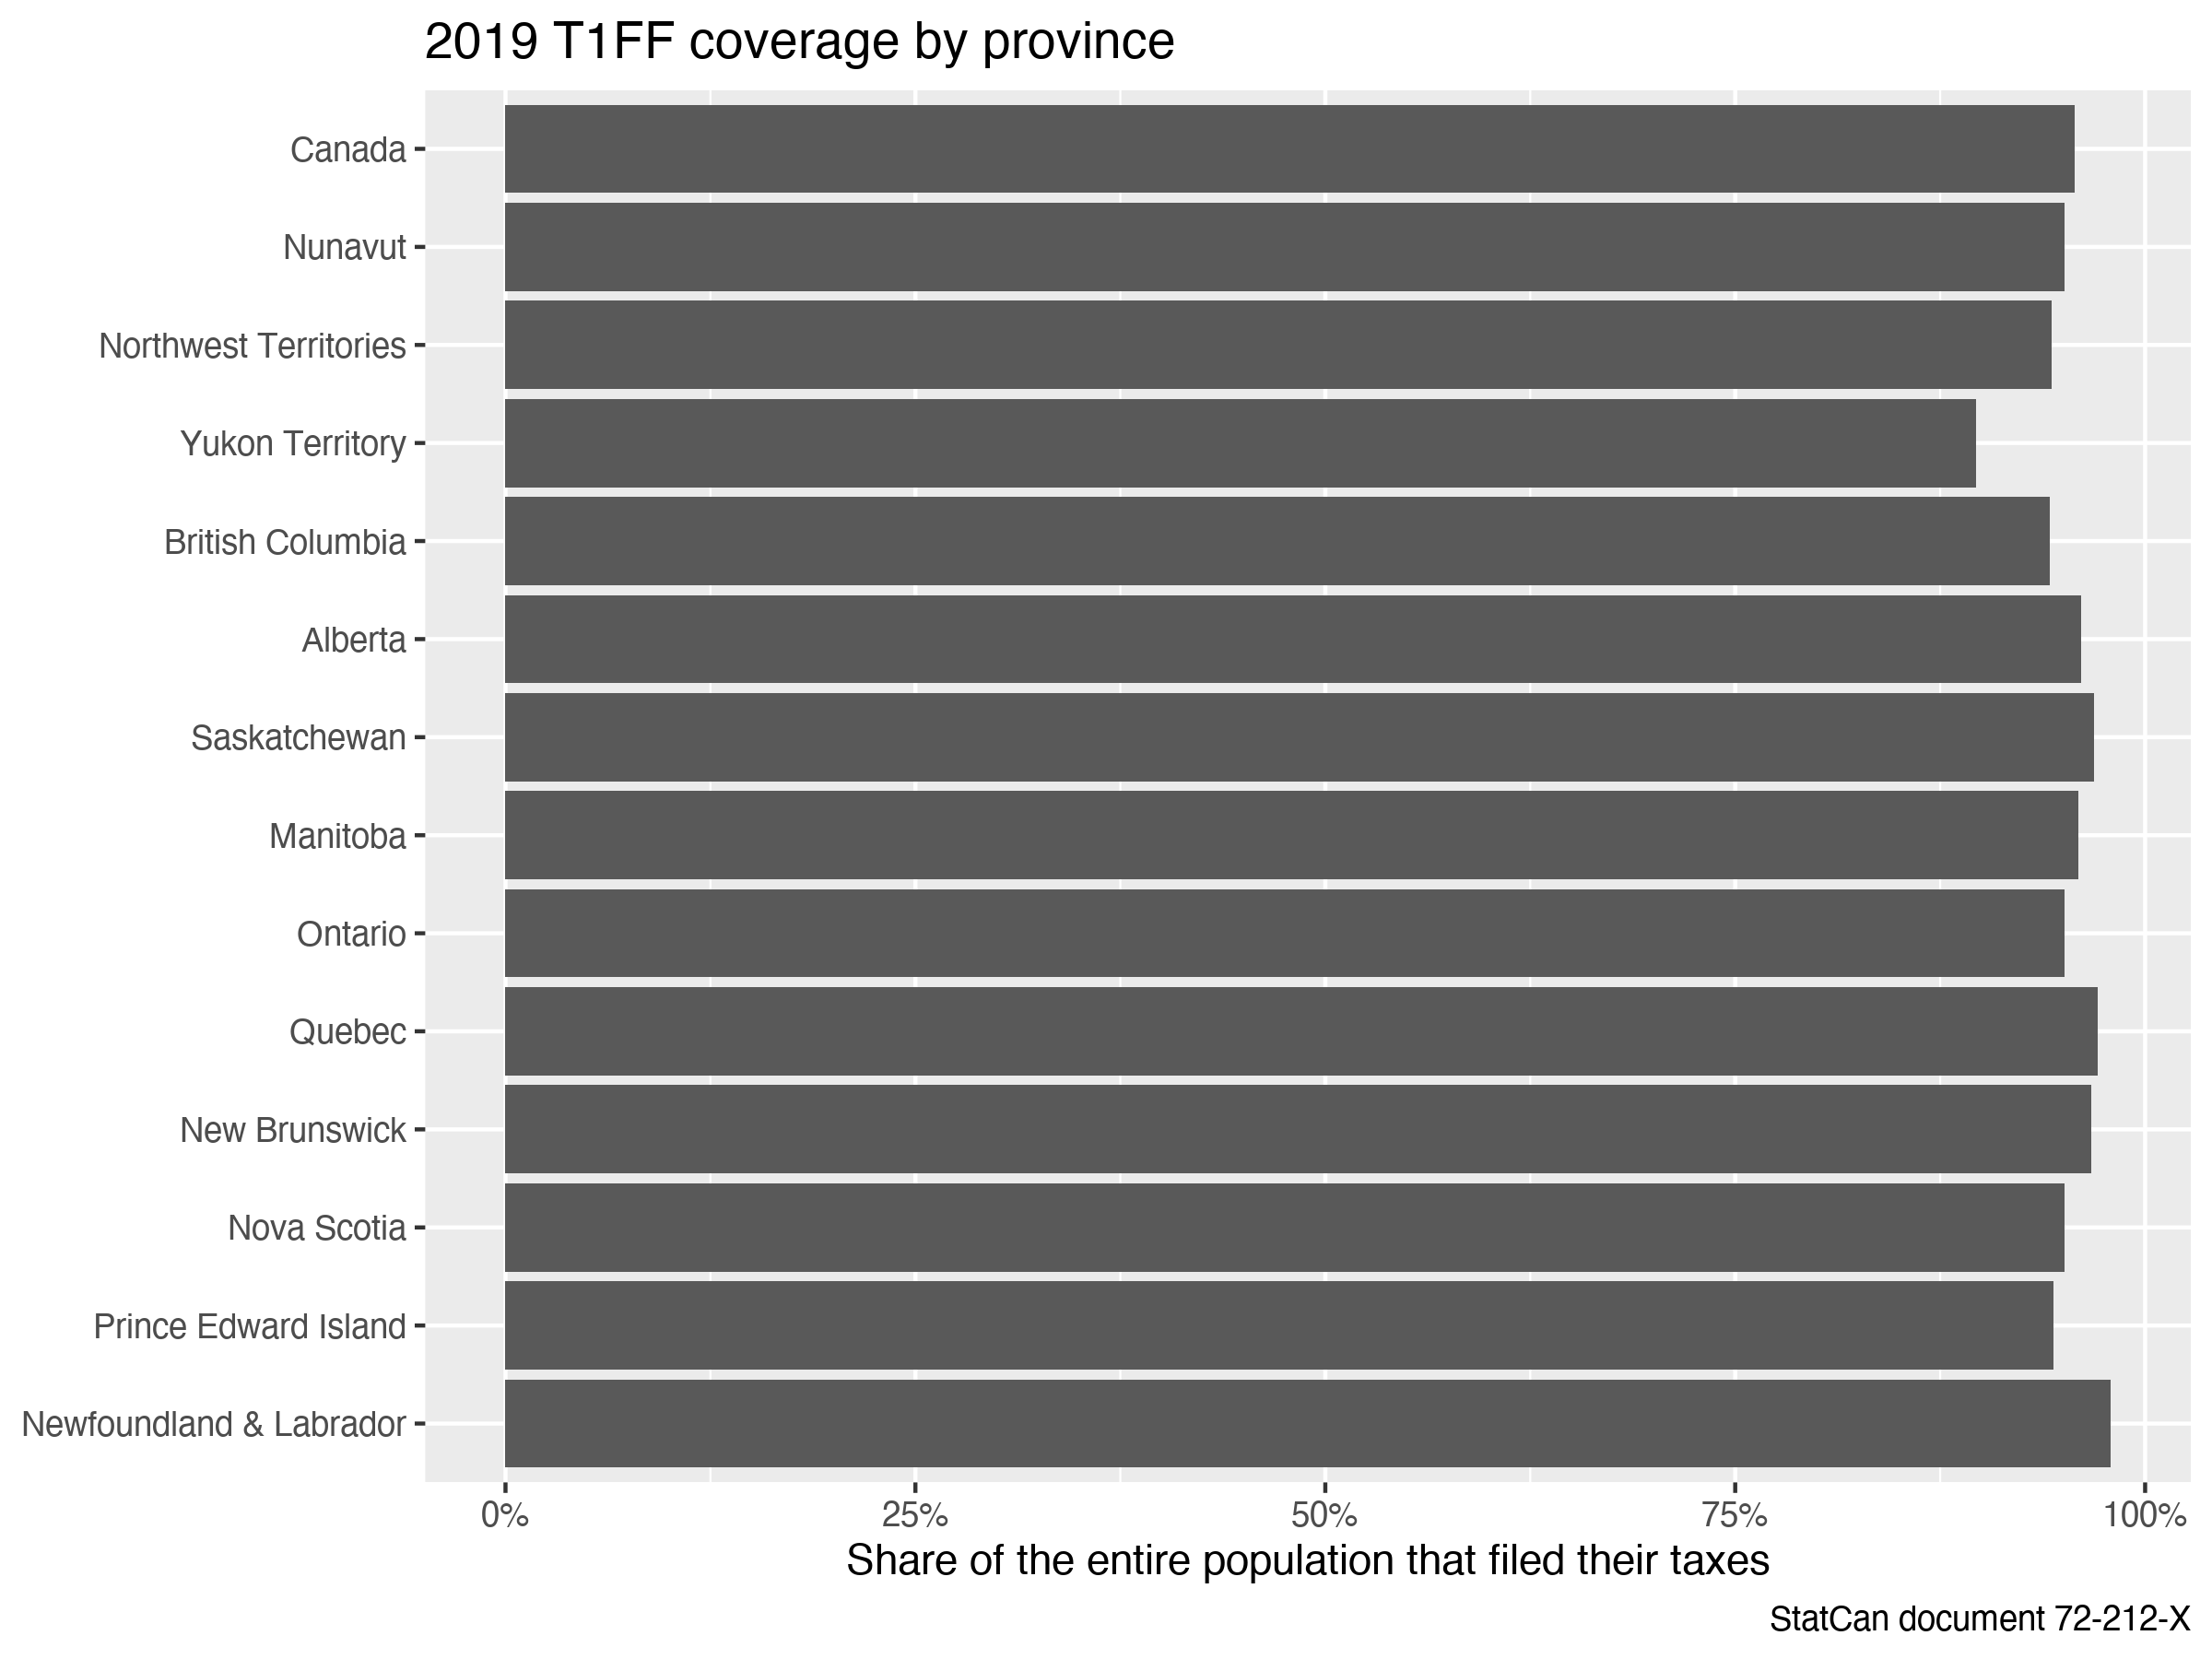 2019 T1FF coverage by province
Canada
Nunavut
Northwest Territories
Yukon Territory
British Columbia
Alberta
Saskatchewan
Manitoba
Ontario
Quebec
New Brunswick
Nova Scotia
Prince Edward Island
Newfoundland & Labrador
0% 25% 50% 75% 100%
Share of the entire population that filed their taxes
StatCan document 72-212-X